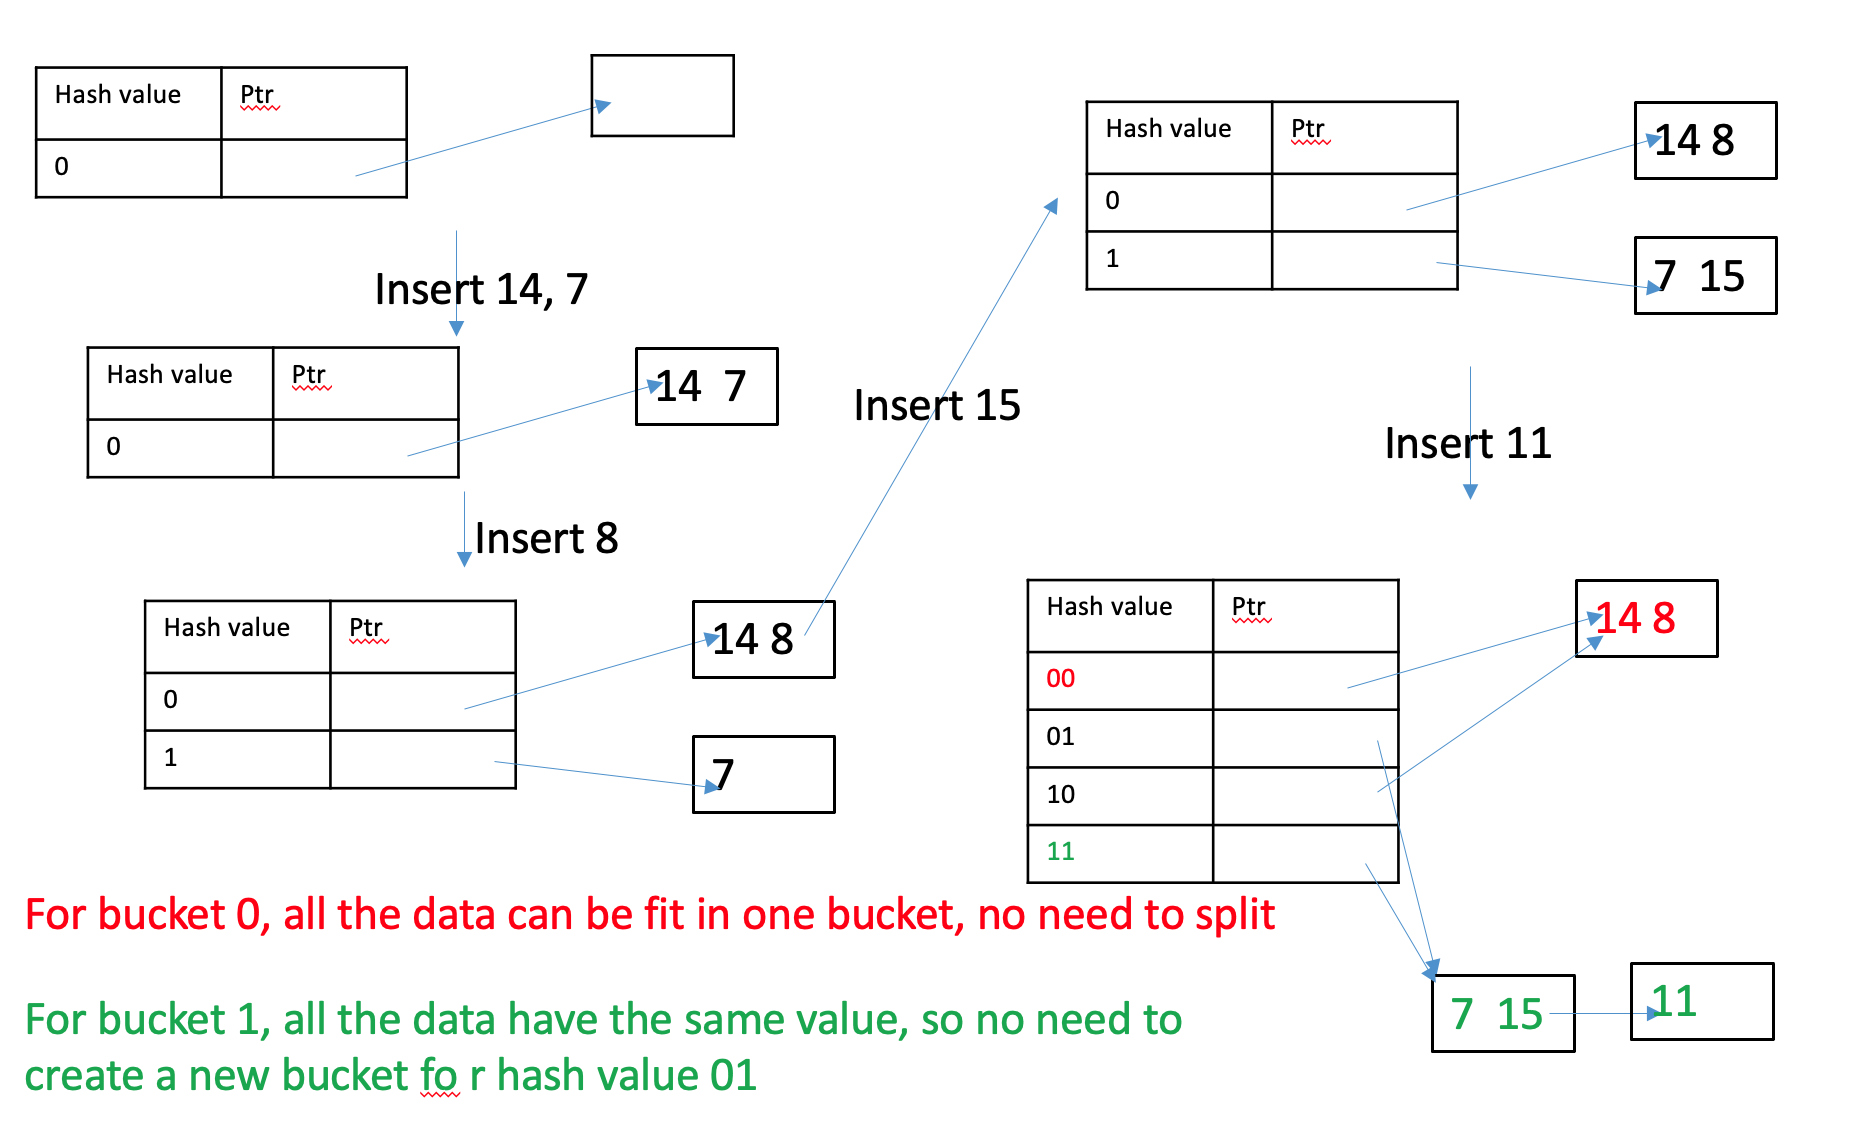 Hash value Ptr
0
Insert 14, 7
Hash value Ptr
0
14 7
Insert 8
Hash value Ptr
0
1
14 8
7
Insert 15
Hash value Ptr
0
1
14 8
7 15
Insert 11
Hash value Ptr
00
01
10
11
14 8
7 15
11
For bucket 0, all the data can be fit in one bucket, no need to split
For bucket 1, all the data have the same value, so no need to
create a new bucket fo r hash value 01